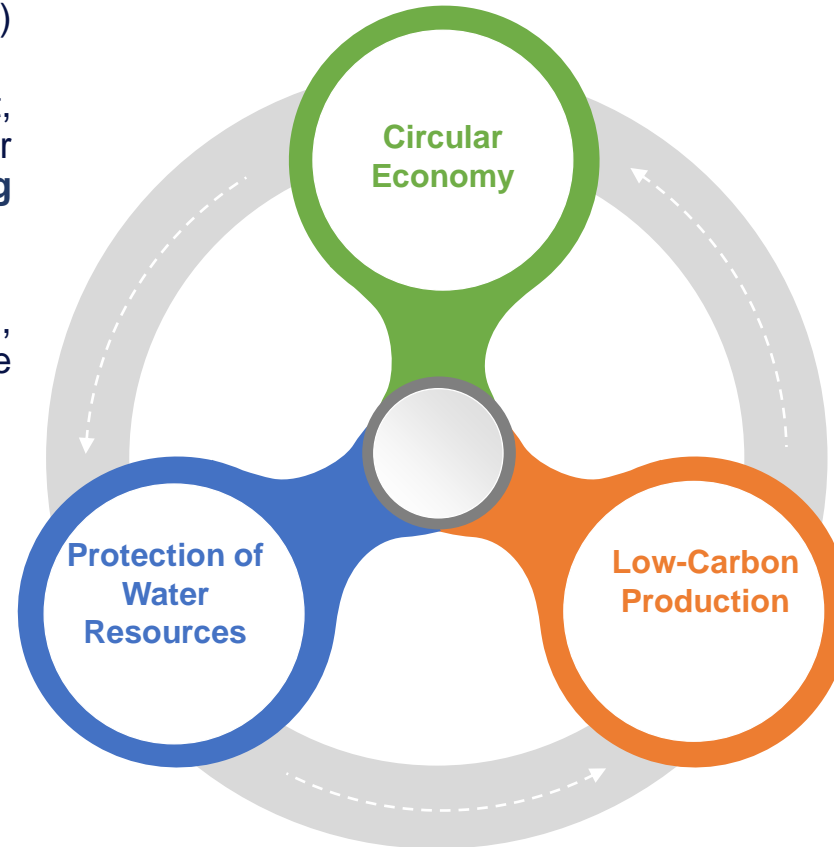 )
,
r
g
,
e
Circular
Economy
Protection of
Water
Resources
Low-Carbon
Production